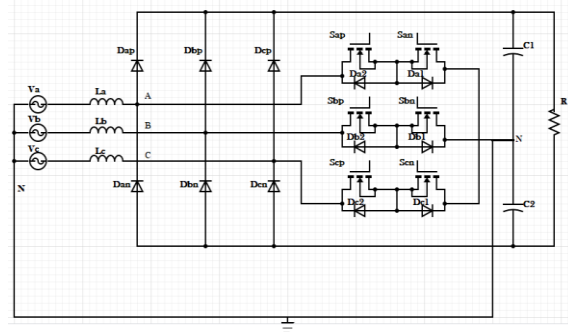 Sap San
Dap Dbp Dcp C1
Da2 Da1
Va La A R
Sbp Sbn
Vb Lb B
Db2 Db1 N
Vc Lc C
Scp Scn
N Dan Dbn Dcn
Dc2 Dc1 C2